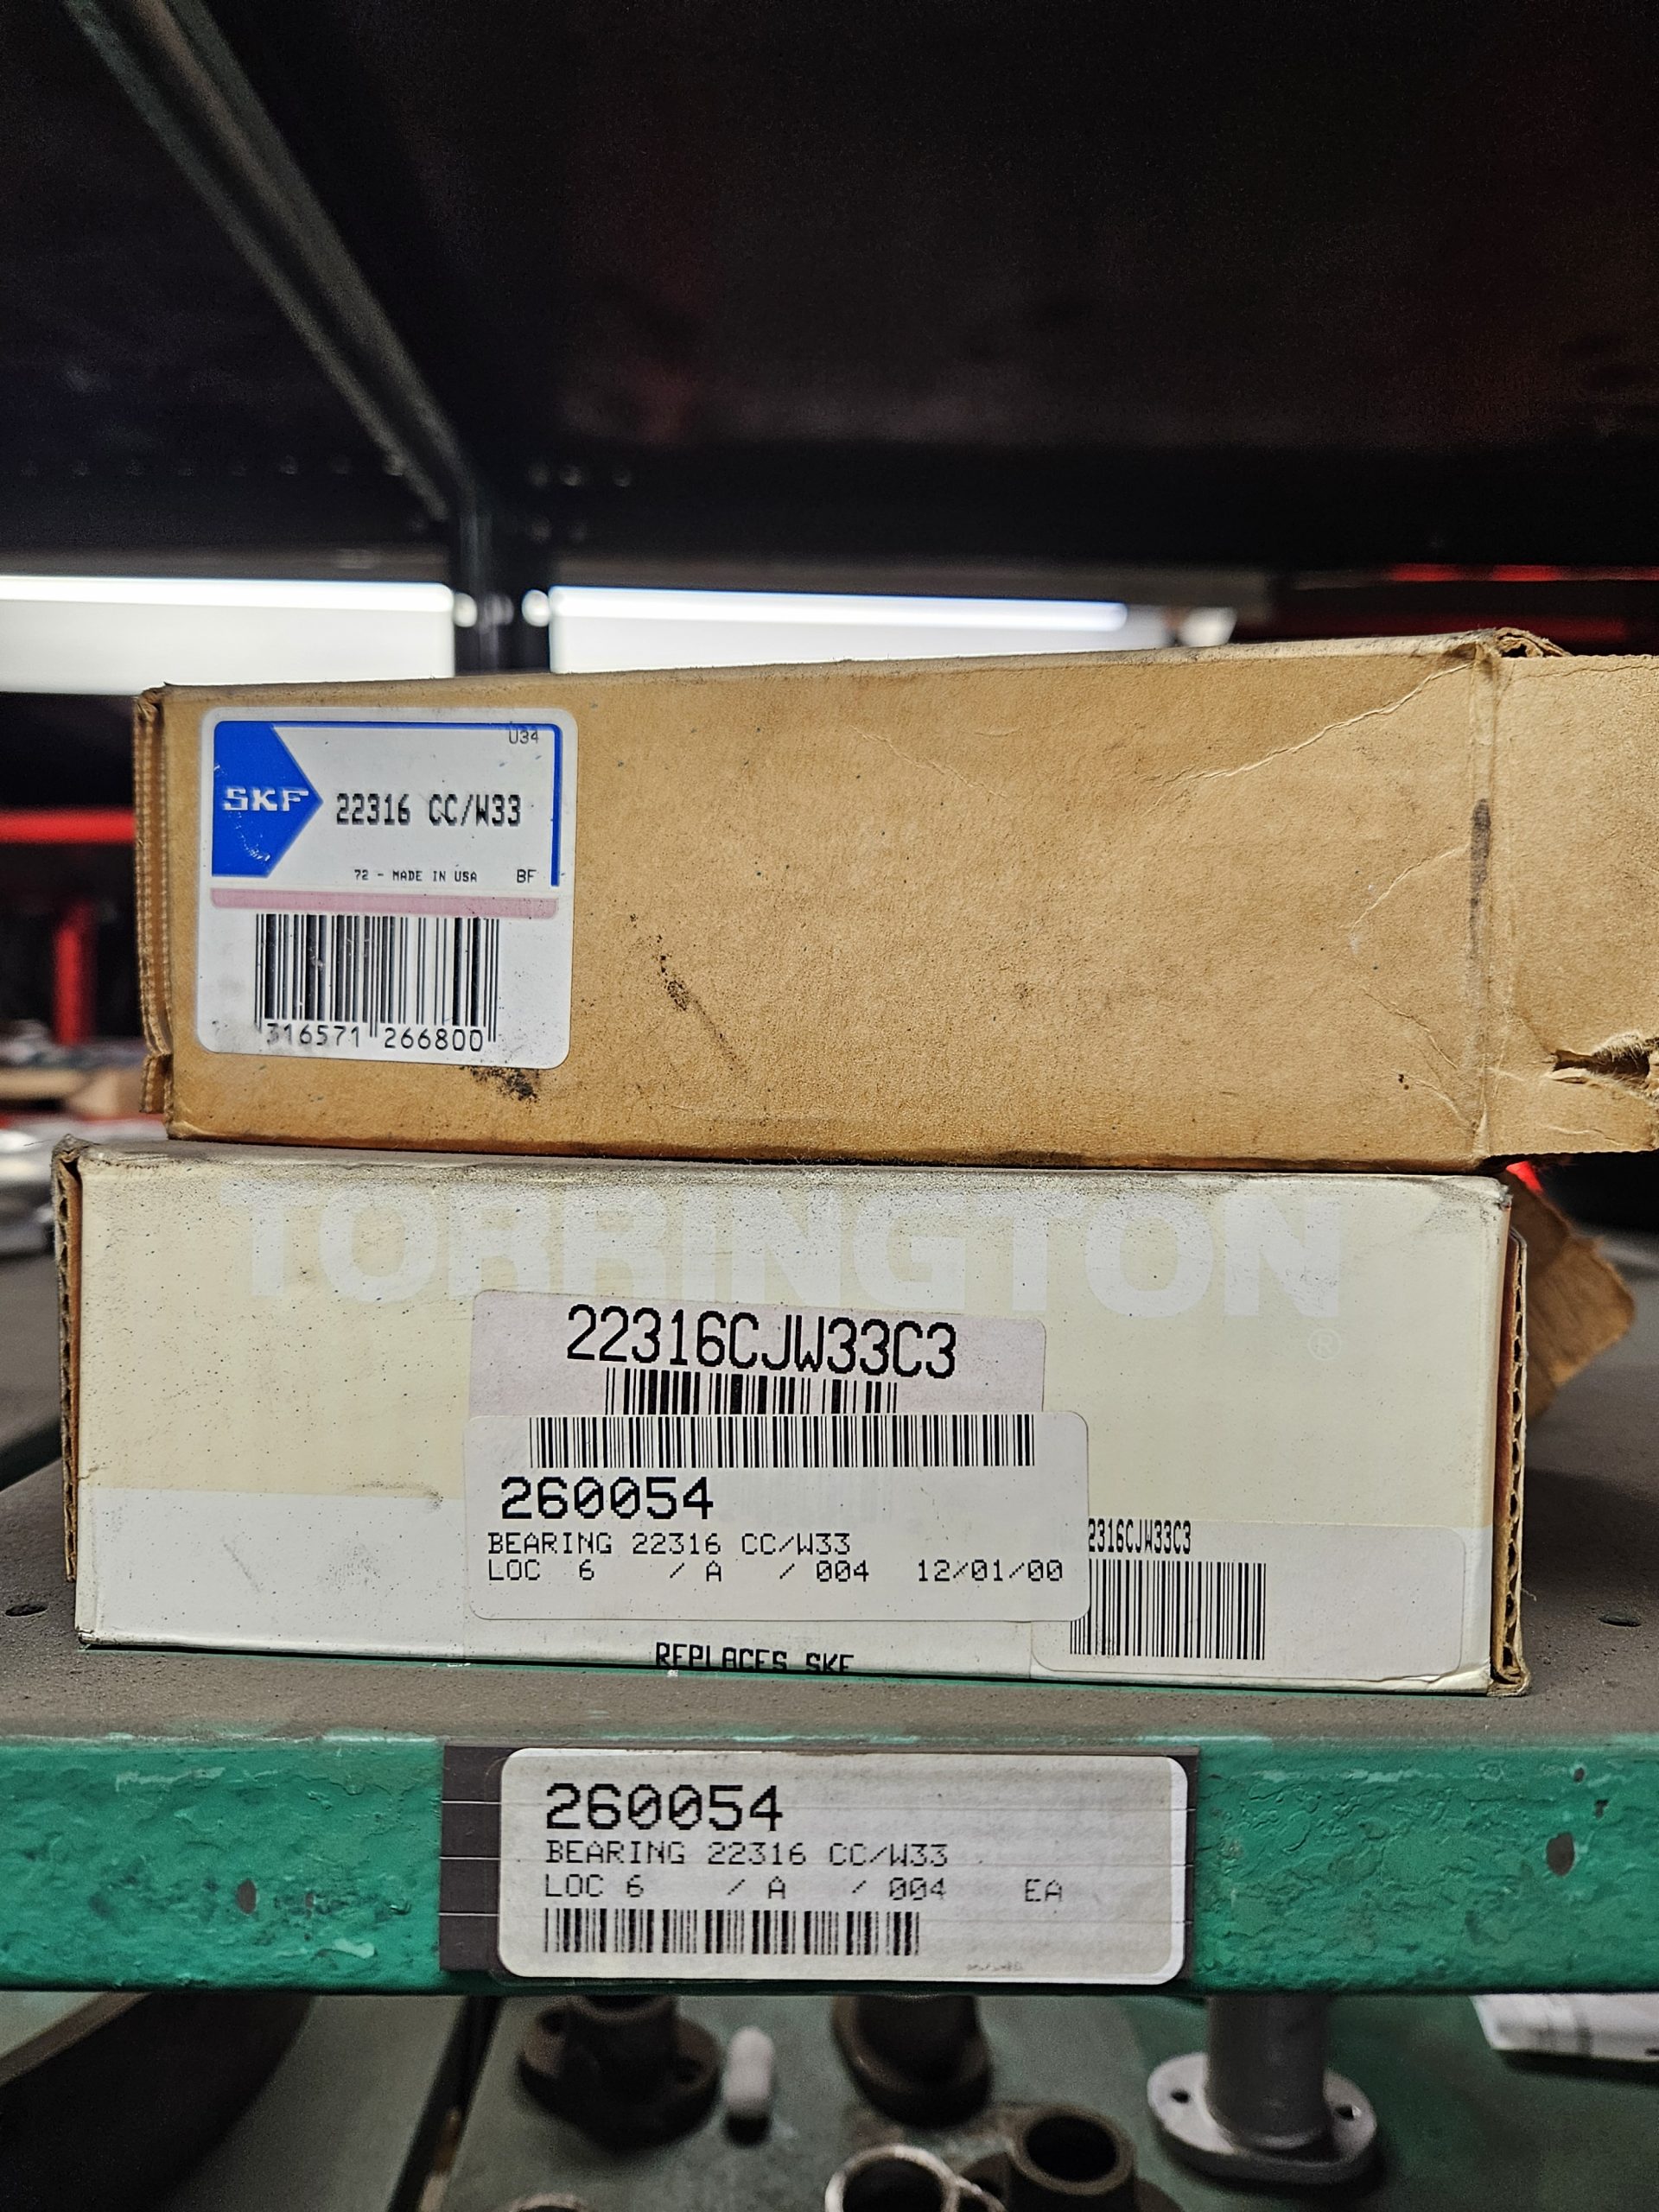 U34
SKF
22316 CC/W33
72 - MADE IN USA BF
316571 266800
TORRINGTON
®
22316CJW33C3
260054
BEARING 22316 CC/W33
LOC 6 / A / 004 12/01/00
2316CJW33C3
REPLACES SKF
260054
BEARING 22316 CC/W33
LOC 6 / A / 004 EA